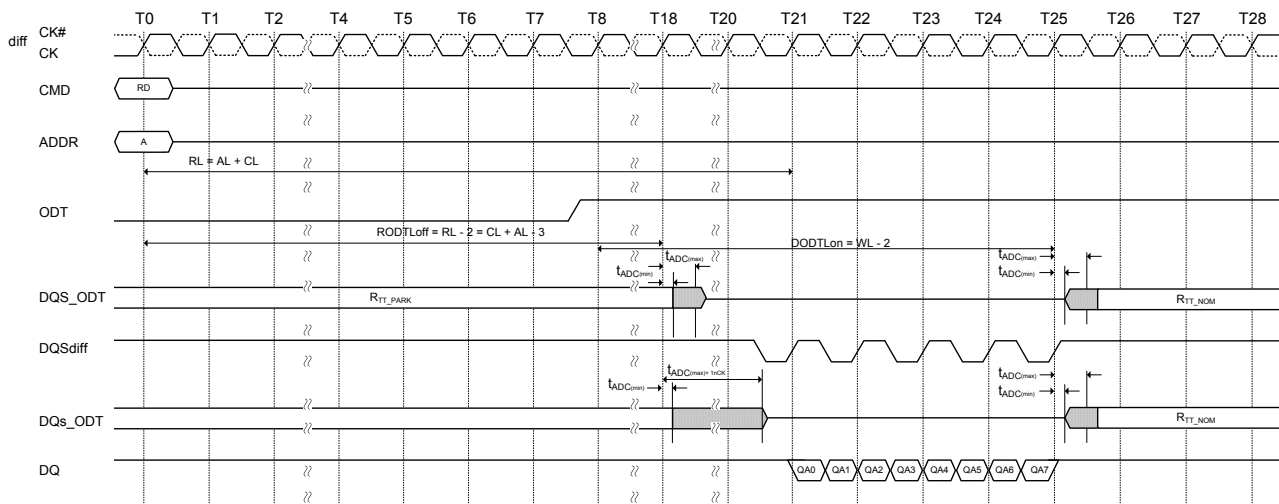 T0 T1 T2 T4 T5 T6 T7 T8 T18 T20 T21 T22 T23 T24 T25 T26 T27 T28
diff CK#
CK
CMD RD
ADDR A
RL = AL + CL
ODT
RODTLoff = RL - 2 = CL + AL - 3
DODTLon = WL - 2
tADC(max) tADC(max)
tADC(min) tADC(min)
DQS_ODT RTT_PARK RTT_NOM
DQSdiff
tADC(max)+ 1nCK tADC(max)
tADC(min) tADC(min)
DQs_ODT RTT_NOM
DQ QA0 QA1 QA2 QA3 QA4 QA5 QA6 QA7